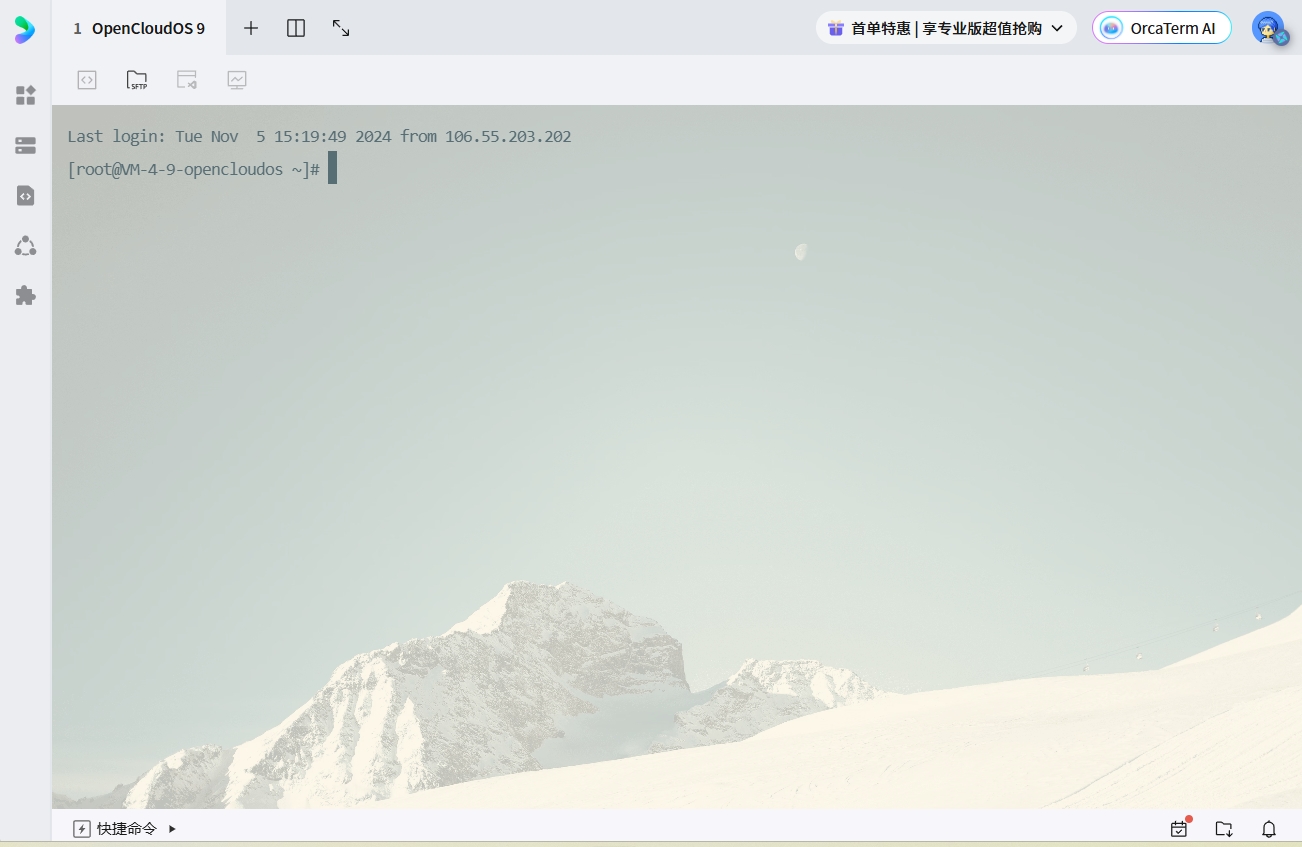 1 OpenCloudOS 9
首单特惠 | 享专业版超值抢购
OrcaTerm AI
SFTP
Last login: Tue Nov  5 15:19:49 2024 from 106.55.203.202
[root@VM-4-9-opencloudos ~]#
快捷命令